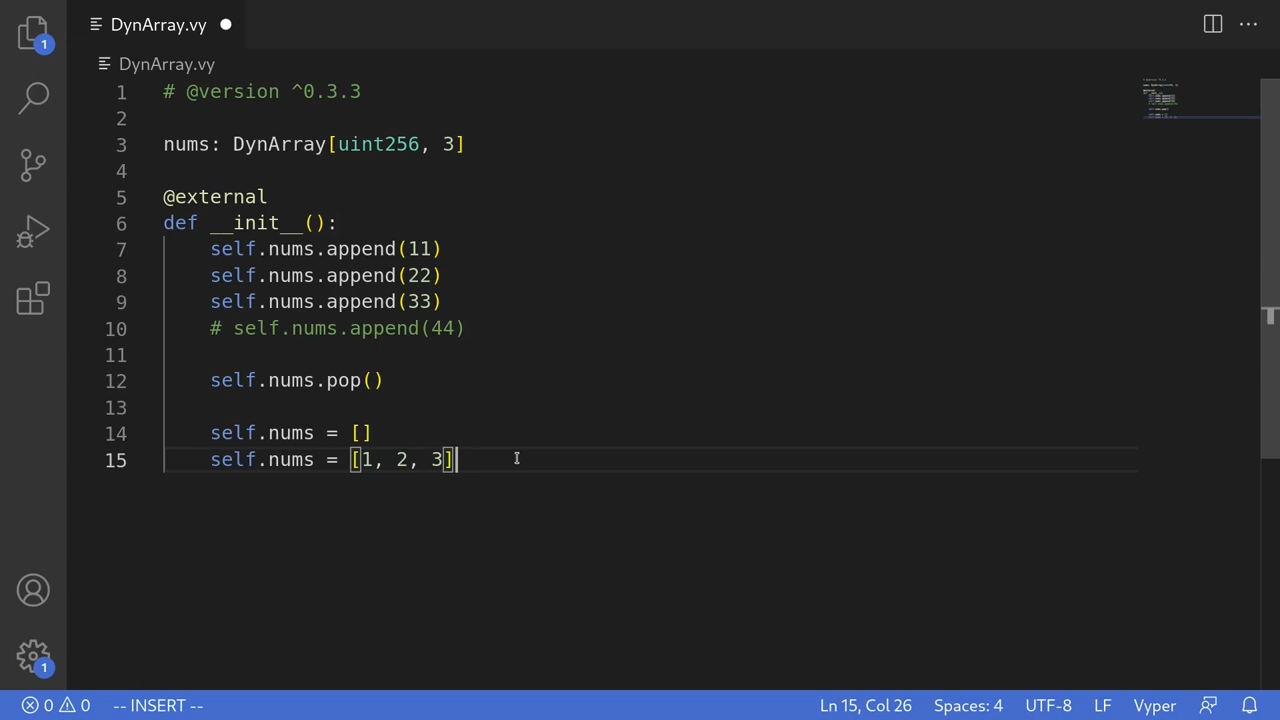 DynArray.vy
DynArray.vy
1 # @version ^0.3.3
2
3 nums: DynArray[uint256, 3]
4
5 @external
6 def __init__():
7     self.nums.append(11)
8     self.nums.append(22)
9     self.nums.append(33)
10     # self.nums.append(44)
11
12     self.nums.pop()
13
14     self.nums = []
15     self.nums = [1, 2, 3]
1
1
0 0 -- INSERT -- Ln 15, Col 26 Spaces: 4 UTF-8 LF Vyper